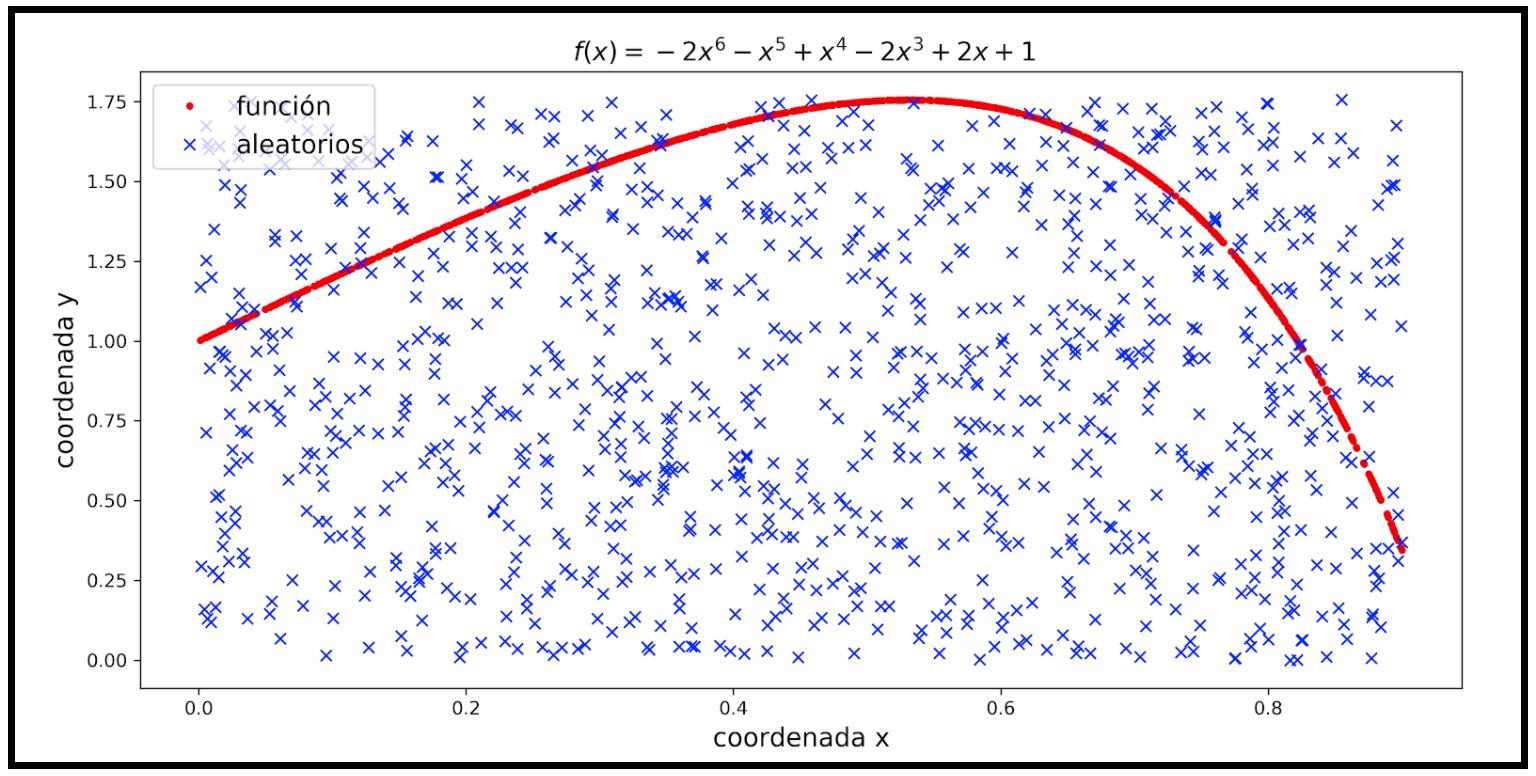 f(x) = − 2x⁶ − x⁵ + x⁴ − 2x³ + 2x + 1
función
aleatorios
coordenada y
1.75
1.50
1.25
1.00
0.75
0.50
0.25
0.00
0.0 0.2 0.4 0.6 0.8
coordenada x